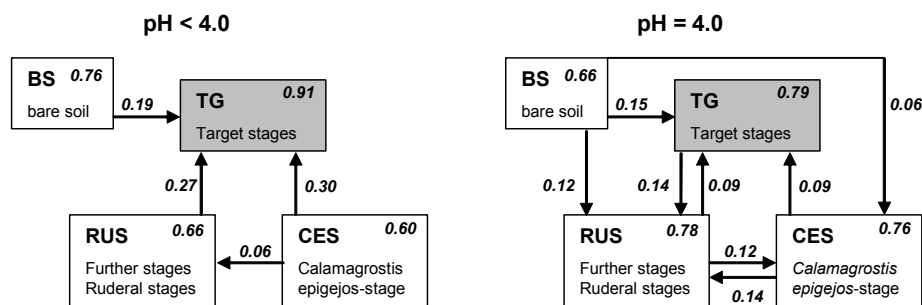 pH < 4.0
BS 0.76
bare soil
0.19
TG 0.91
Target stages
0.27
0.30
RUS 0.66
Further stages
Ruderal stages
0.06
CES 0.60
Calamagrostis
epigejos-stage
pH = 4.0
BS 0.66
bare soil
0.15
TG 0.79
Target stages
0.06
0.12
0.14
0.09
0.09
RUS 0.78
Further stages
Ruderal stages
0.12
0.14
CES 0.76
Calamagrostis
epigejos-stage